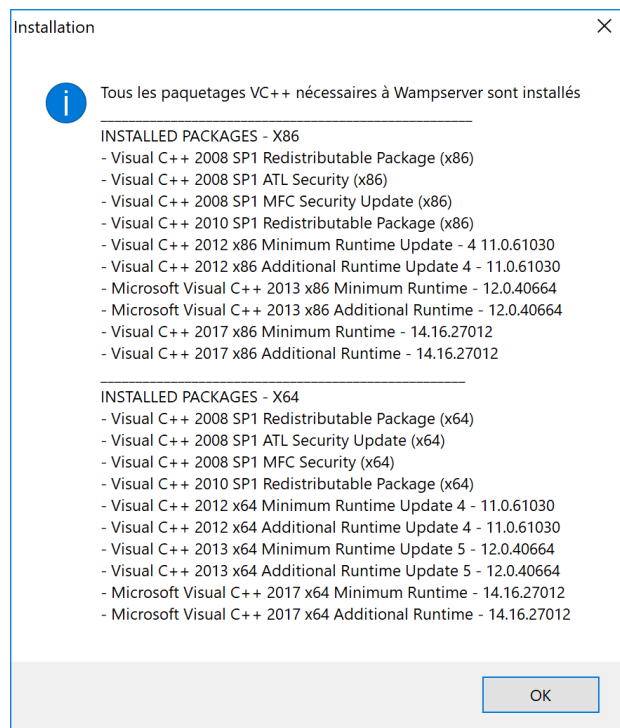 Installation
Tous les paquetages VC++ nécessaires à Wampserver sont installés
INSTALLED PACKAGES - X86
- Visual C++ 2008 SP1 Redistributable Package (x86)
- Visual C++ 2008 SP1 ATL Security (x86)
- Visual C++ 2008 SP1 MFC Security Update (x86)
- Visual C++ 2010 SP1 Redistributable Package (x86)
- Visual C++ 2012 x86 Minimum Runtime Update - 4 11.0.61030
- Visual C++ 2012 x86 Additional Runtime Update 4 - 11.0.61030
- Microsoft Visual C++ 2013 x86 Minimum Runtime - 12.0.40664
- Microsoft Visual C++ 2013 x86 Additional Runtime - 12.0.40664
- Visual C++ 2017 x86 Minimum Runtime - 14.16.27012
- Visual C++ 2017 x86 Additional Runtime - 14.16.27012
INSTALLED PACKAGES - X64
- Visual C++ 2008 SP1 Redistributable Package (x64)
- Visual C++ 2008 SP1 ATL Security Update (x64)
- Visual C++ 2008 SP1 MFC Security (x64)
- Visual C++ 2010 SP1 Redistributable Package (x64)
- Visual C++ 2012 x64 Minimum Runtime Update 4 - 11.0.61030
- Visual C++ 2012 x64 Additional Runtime Update 4 - 11.0.61030
- Visual C++ 2013 x64 Minimum Runtime Update 5 - 12.0.40664
- Visual C++ 2013 x64 Additional Runtime Update 5 - 12.0.40664
- Microsoft Visual C++ 2017 x64 Minimum Runtime - 14.16.27012
- Microsoft Visual C++ 2017 x64 Additional Runtime - 14.16.27012
OK